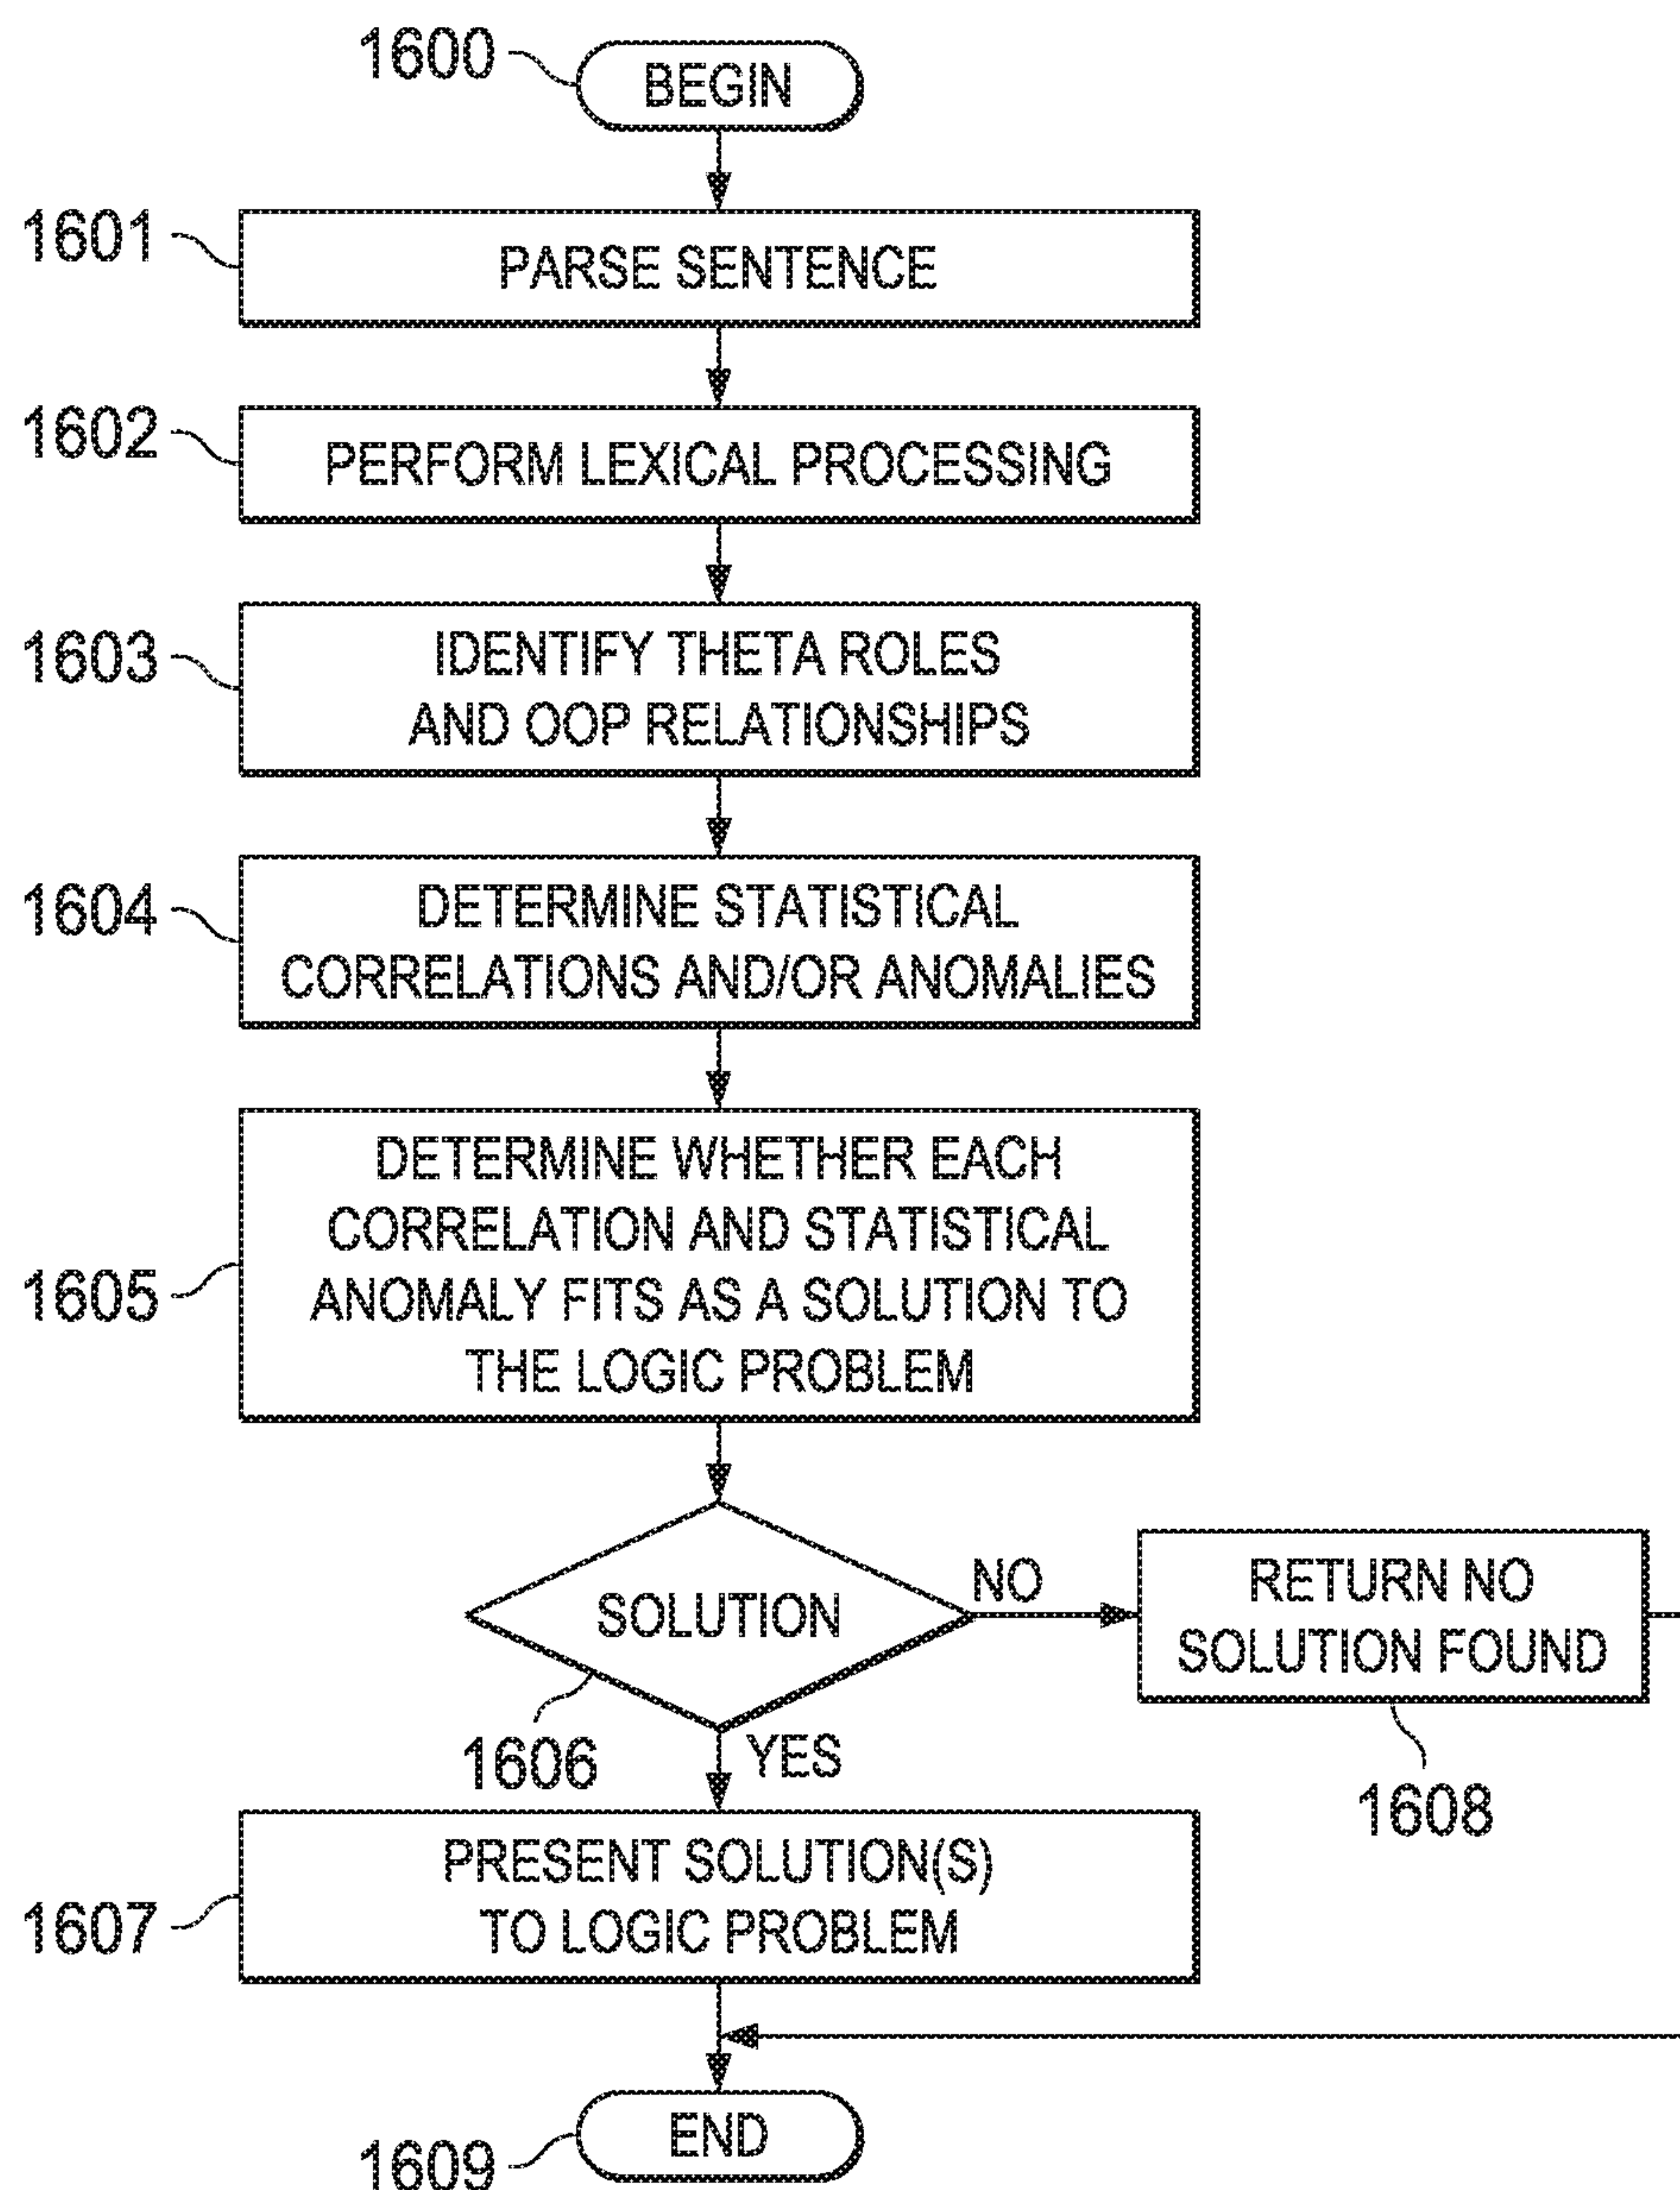 1600
BEGIN
1601
PARSE SENTENCE
1602
PERFORM LEXICAL PROCESSING
1603
IDENTIFY THETA ROLES
AND OOP RELATIONSHIPS
1604
DETERMINE STATISTICAL
CORRELATIONS AND/OR ANOMALIES
1605
DETERMINE WHETHER EACH
CORRELATION AND STATISTICAL
ANOMALY FITS AS A SOLUTION TO
THE LOGIC PROBLEM
SOLUTION
1606
NO
RETURN NO
SOLUTION FOUND
1608
YES
1607
PRESENT SOLUTION(S)
TO LOGIC PROBLEM
END
1609